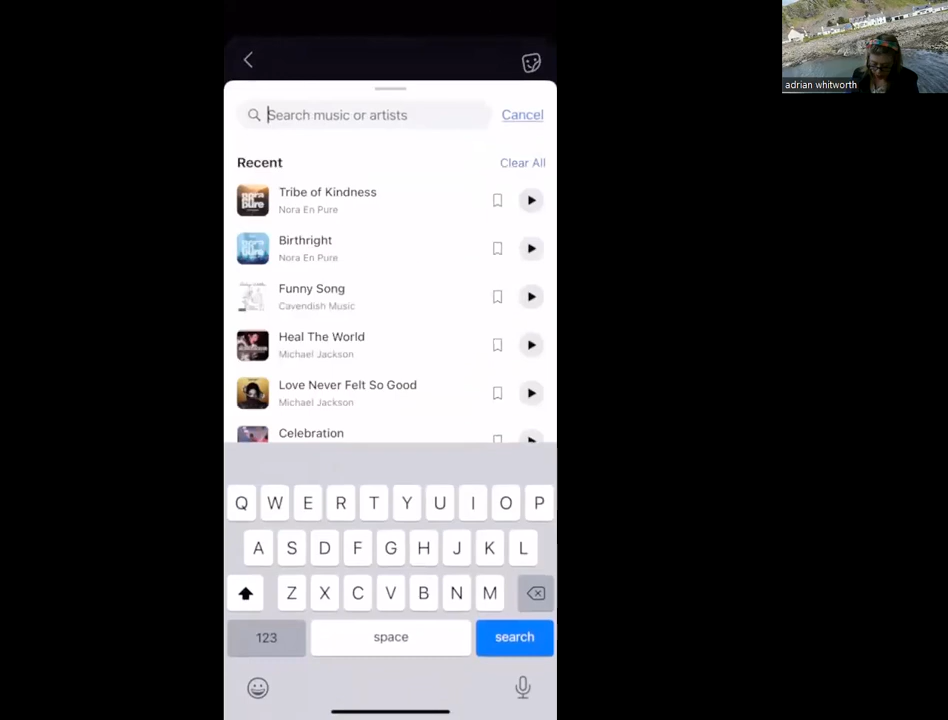 Search music or artists
Cancel
adrian whitworth
Recent
Clear All
Tribe of Kindness
Nora En Pure
Birthright
Nora En Pure
Funny Song
Cavendish Music
Heal The World
Michael Jackson
Love Never Felt So Good
Michael Jackson
Celebration
Q W E R T Y U I O P
A S D F G H J K L
Z X C V B N M
123
space
search